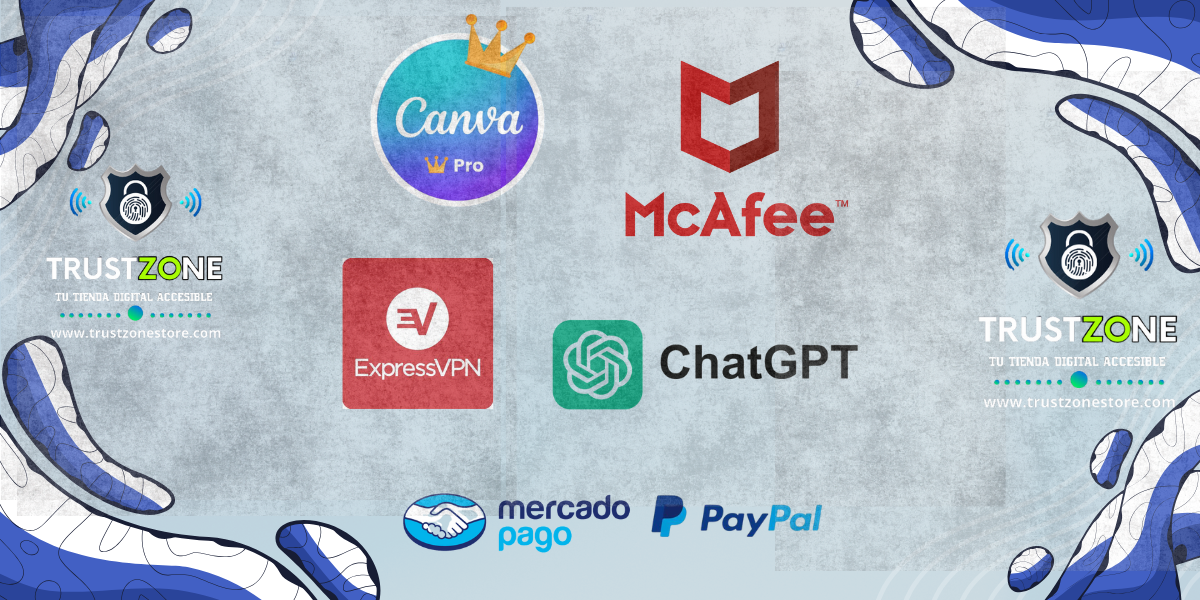 Canva
Pro
McAfee™
TRUSTZONE
TU TIENDA DIGITAL ACCESIBLE
www.trustzonestore.com
EV
ExpressVPN
ChatGPT
TRUSTZONE
TU TIENDA DIGITAL ACCESIBLE
www.trustzonestore.com
mercado
pago
PayPal